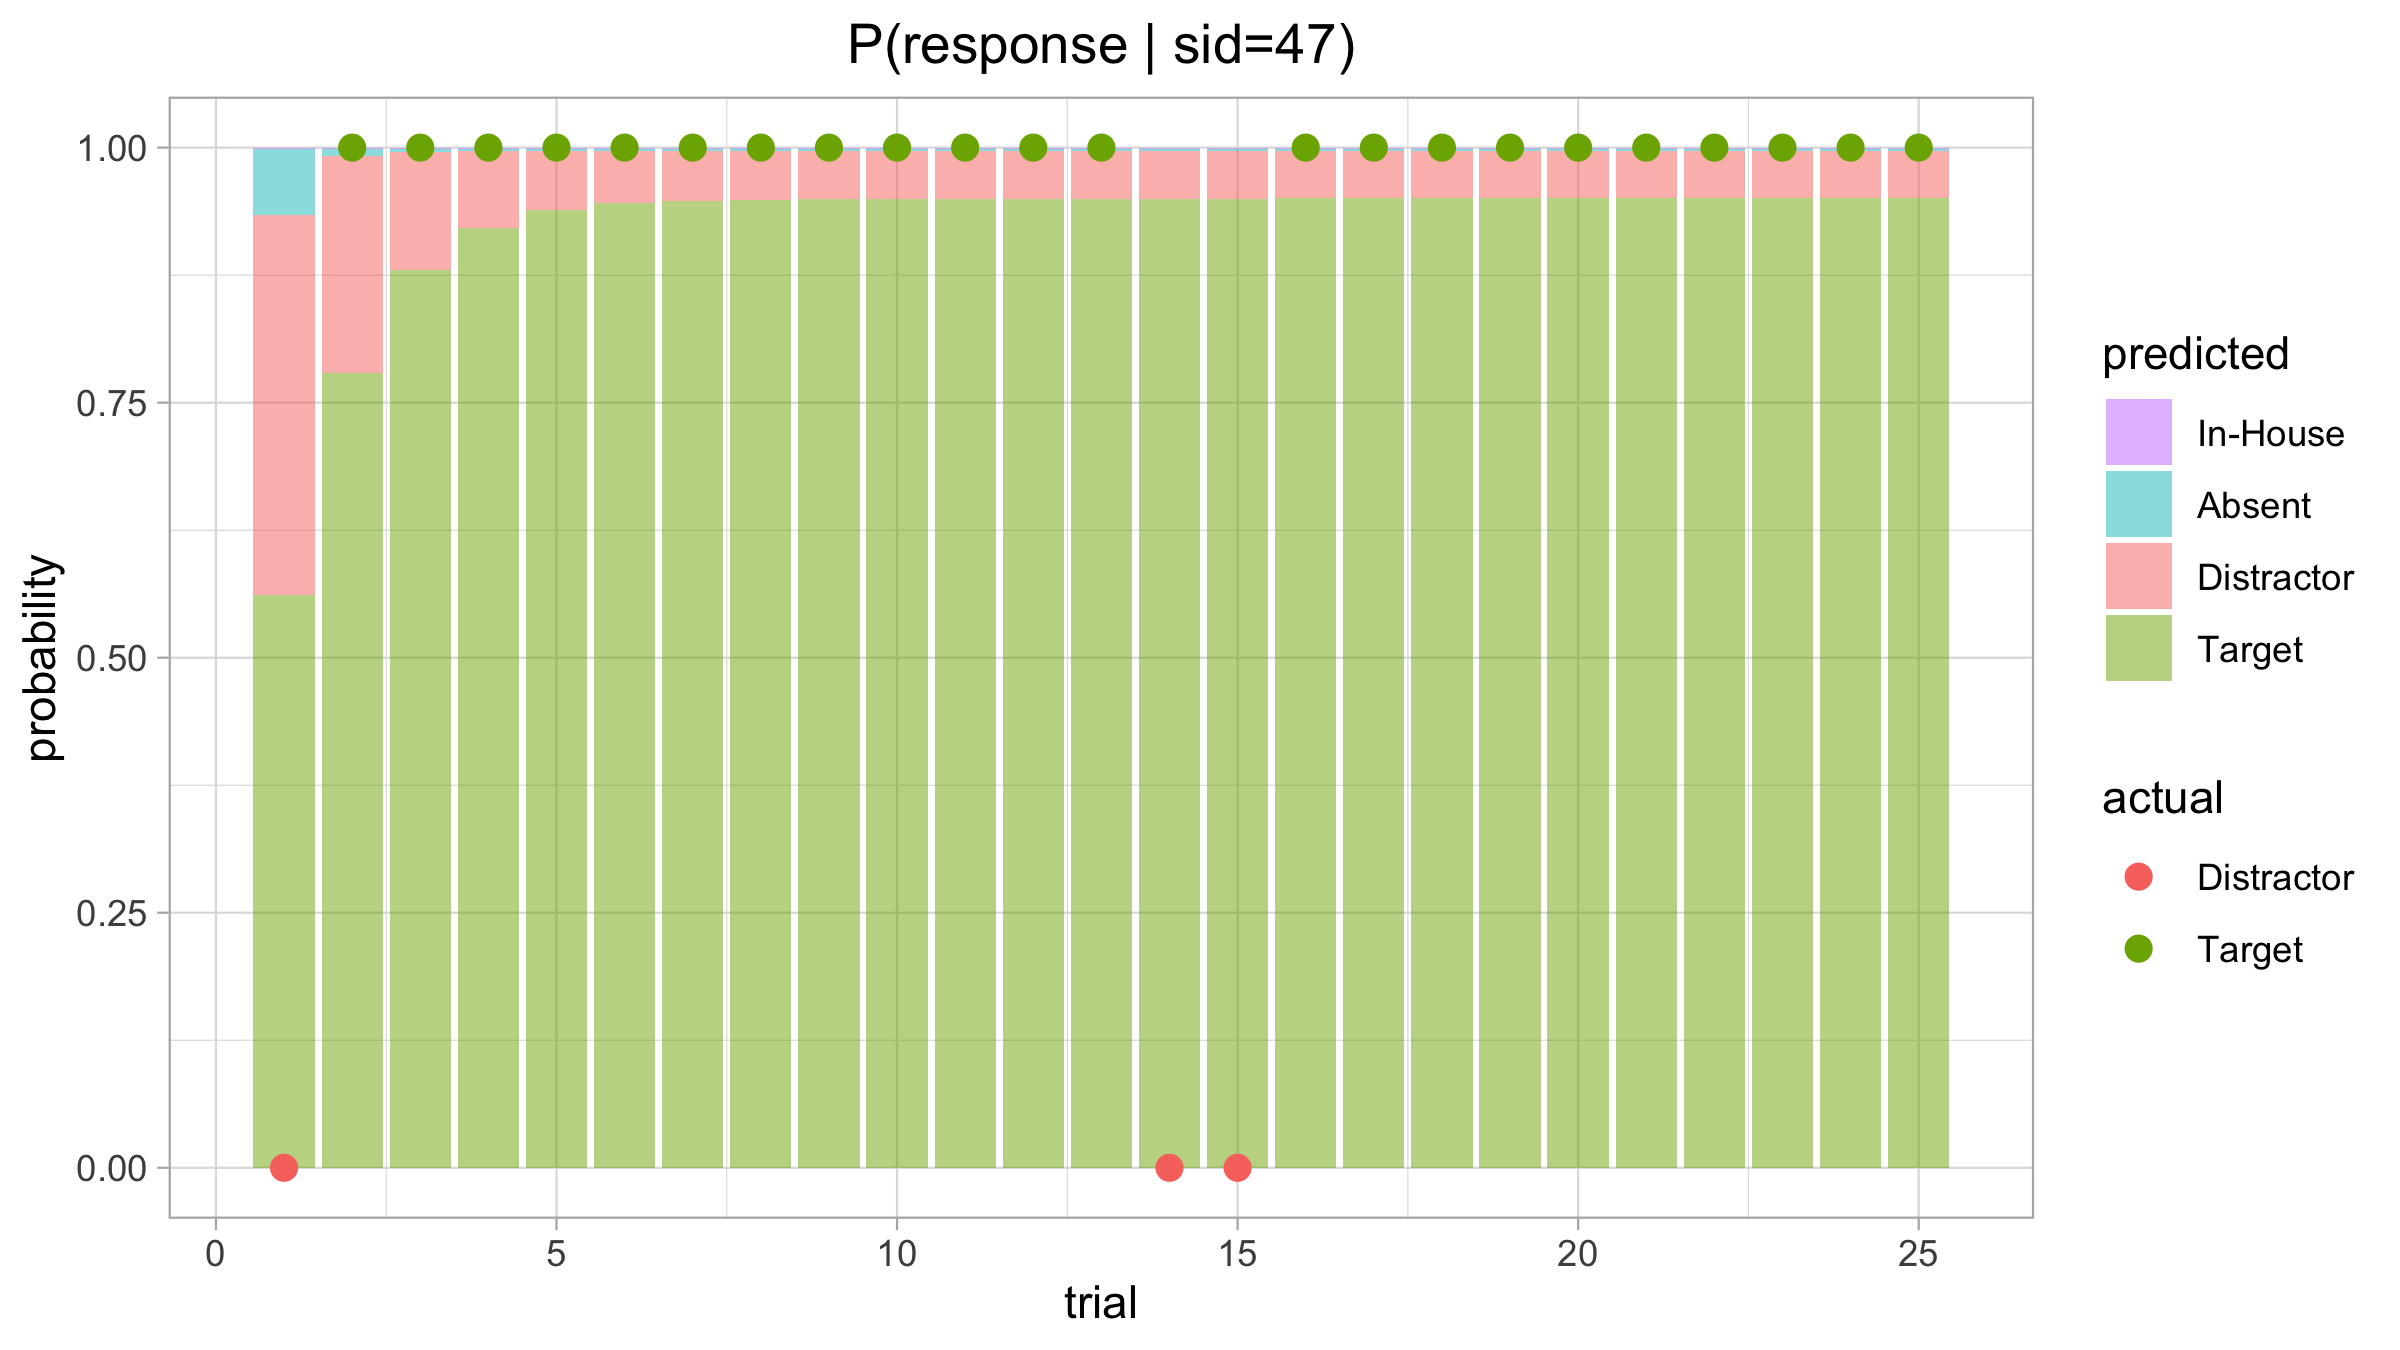 P(response | sid=47)
1.00
0.75
0.50
0.25
0.00
probability
0 5 10 15 20 25
trial
predicted
In-House
Absent
Distractor
Target
actual
Distractor
Target